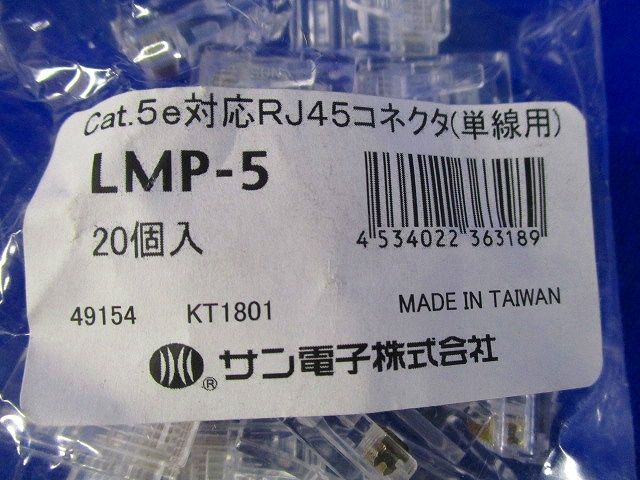 Cat.5e対応RJ45コネクタ(単線用)
LMP-5
20個入
4 534022 363189
49154 KT1801 MADE IN TAIWAN
® サン電子株式会社